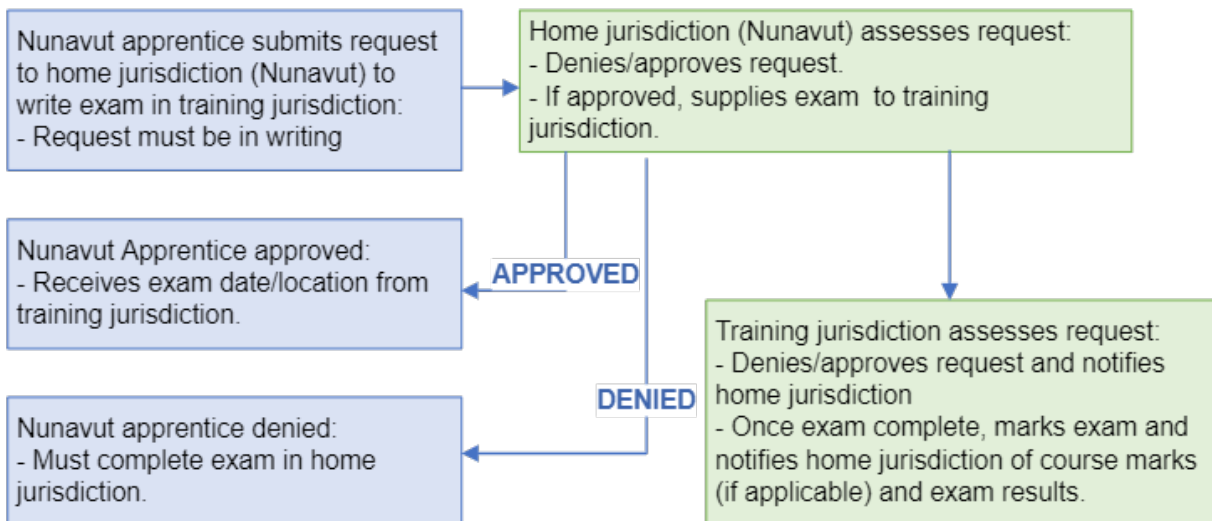 Nunavut apprentice submits request
to home jurisdiction (Nunavut) to
write exam in training jurisdiction:
- Request must be in writing
Home jurisdiction (Nunavut) assesses request:
- Denies/approves request.
- If approved, supplies exam to training
jurisdiction.
Nunavut Apprentice approved:
- Receives exam date/location from
training jurisdiction.
APPROVED
Training jurisdiction assesses request:
- Denies/approves request and notifies
home jurisdiction
- Once exam complete, marks exam and
notifies home jurisdiction of course marks
(if applicable) and exam results.
DENIED
Nunavut apprentice denied:
- Must complete exam in home
jurisdiction.